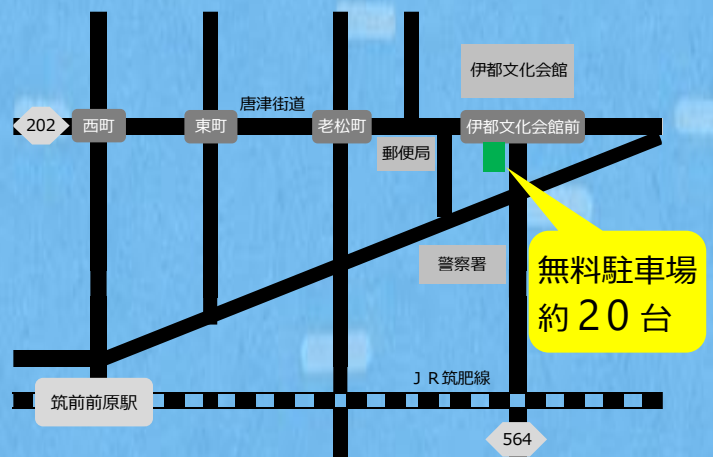 伊都文化会館
唐津街道
202
西町
東町
老松町
伊都文化会館前
郵便局
警察署
無料駐車場
約20台
JR筑肥線
筑前前原駅
564